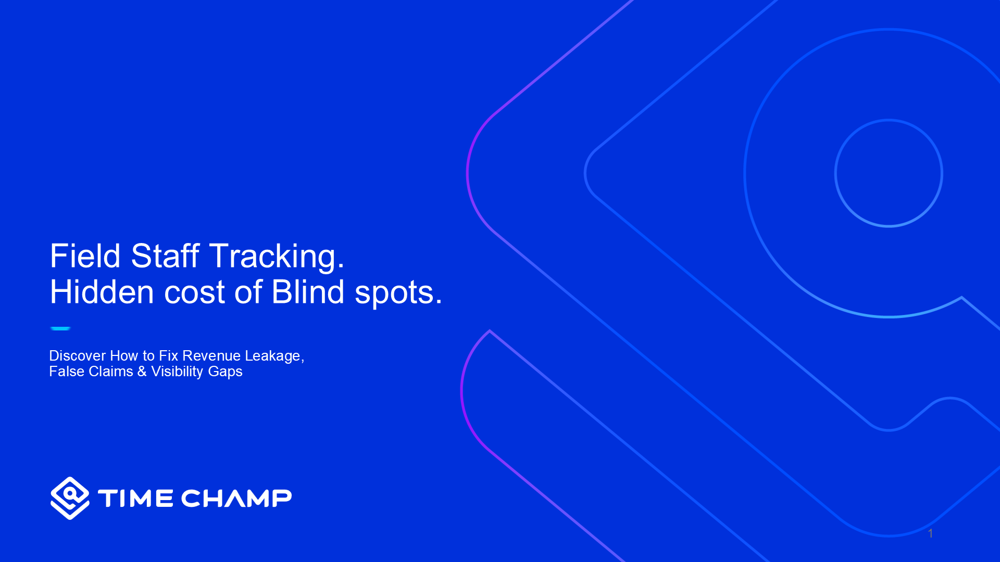 Field Staff Tracking.
Hidden cost of Blind spots.
Discover How to Fix Revenue Leakage,
False Claims & Visibility Gaps
TIME CHAMP
1